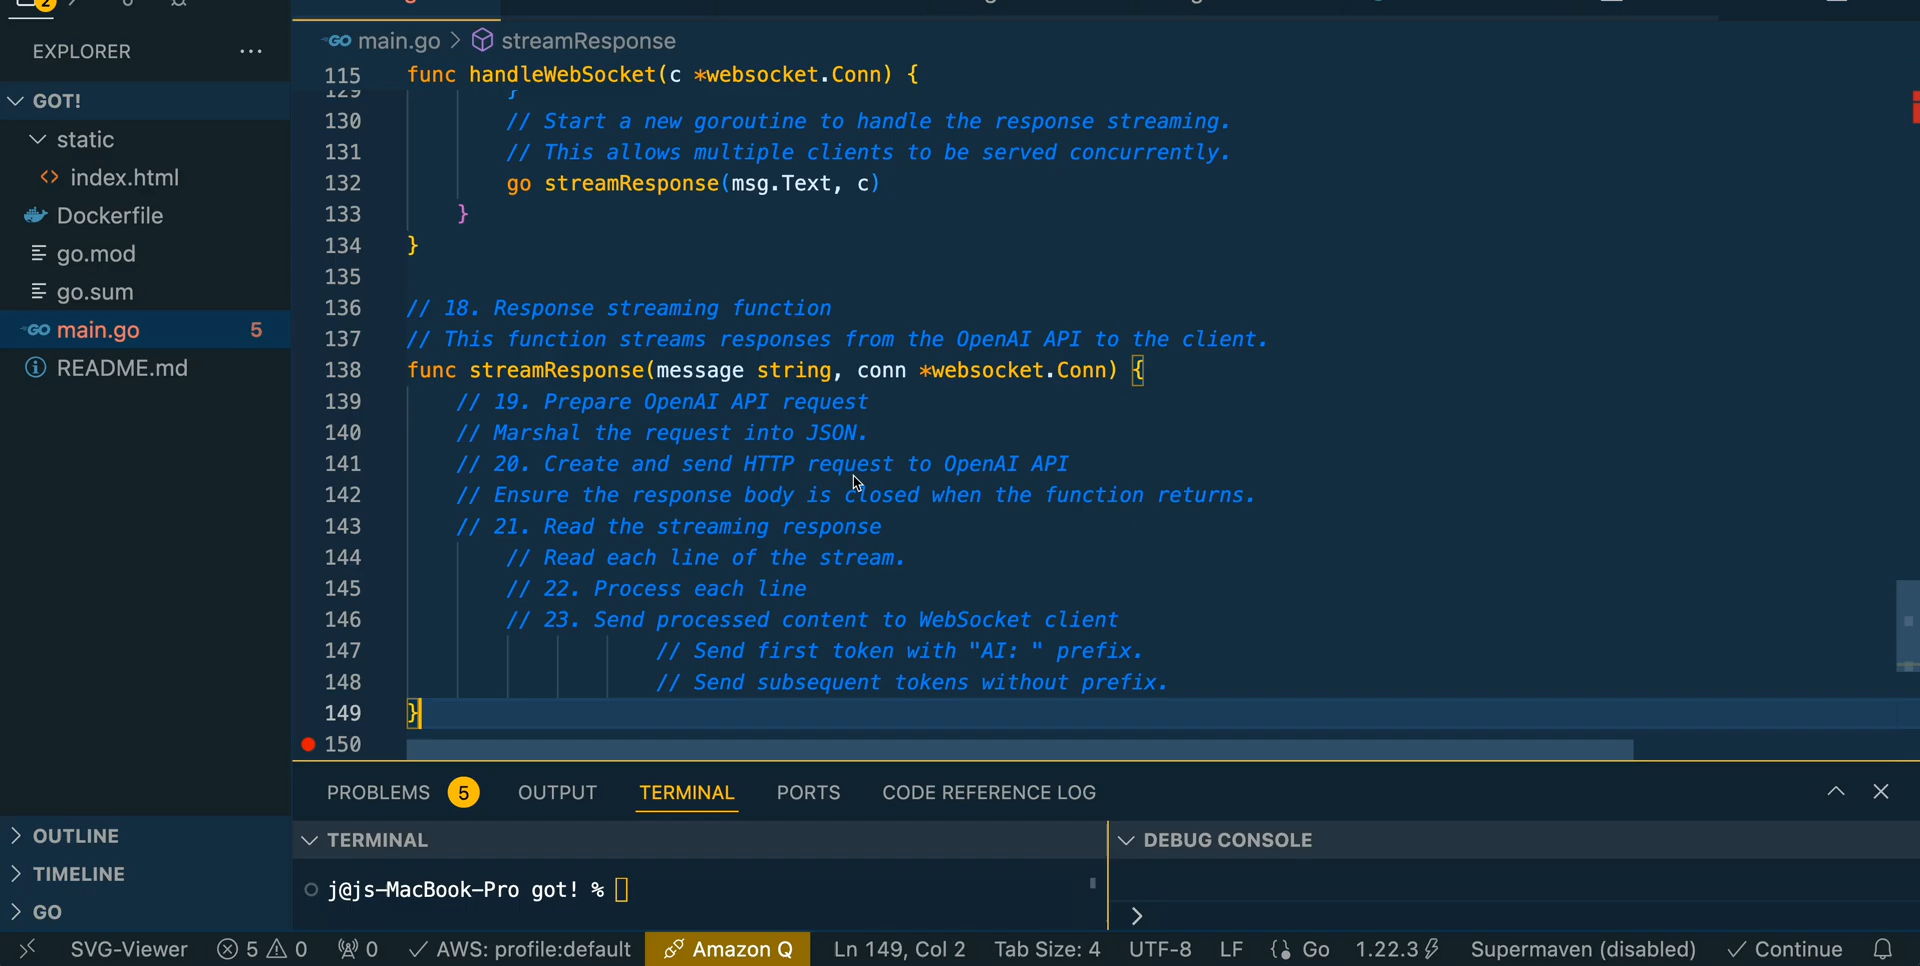 2
EXPLORER
GOT!
static
index.html
Dockerfile
go.mod
go.sum
main.go 5
README.md
OUTLINE
TIMELINE
GO
GO main.go > streamResponse
115 func handleWebSocket(c *websocket.Conn) {
129 }
130 // Start a new goroutine to handle the response streaming.
131 // This allows multiple clients to be served concurrently.
132 go streamResponse(msg.Text, c)
133 }
134 }
135
136 // 18. Response streaming function
137 // This function streams responses from the OpenAI API to the client.
138 func streamResponse(message string, conn *websocket.Conn) {
139 // 19. Prepare OpenAI API request
140 // Marshal the request into JSON.
141 // 20. Create and send HTTP request to OpenAI API
142 // Ensure the response body is closed when the function returns.
143 // 21. Read the streaming response
144 // Read each line of the stream.
145 // 22. Process each line
146 // 23. Send processed content to WebSocket client
147 // Send first token with "AI: " prefix.
148 // Send subsequent tokens without prefix.
149 }
150
PROBLEMS 5 OUTPUT TERMINAL PORTS CODE REFERENCE LOG
TERMINAL
j@js-MacBook-Pro got! %
DEBUG CONSOLE
>
SVG-Viewer 5 0 0 AWS: profile:default Amazon Q Ln 149, Col 2 Tab Size: 4 UTF-8 LF Go 1.22.3 Supermaven (disabled) Continue